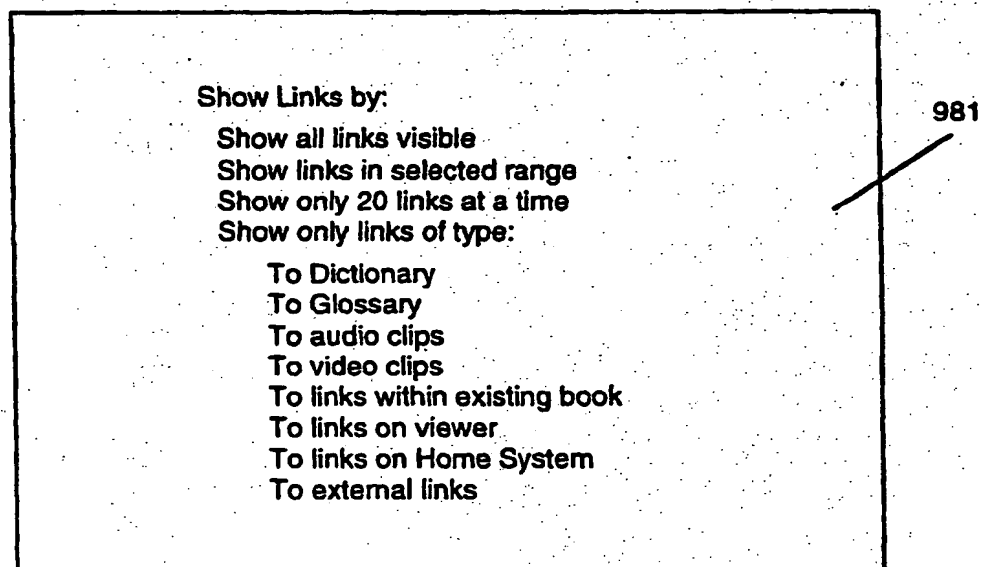 Show Links by:
981
Show all links visible
Show links in selected range
Show only 20 links at a time
Show only links of type:
To Dictionary
To Glossary
To audio clips
To video clips
To links within existing book
To links on viewer
To links on Home System
To external links